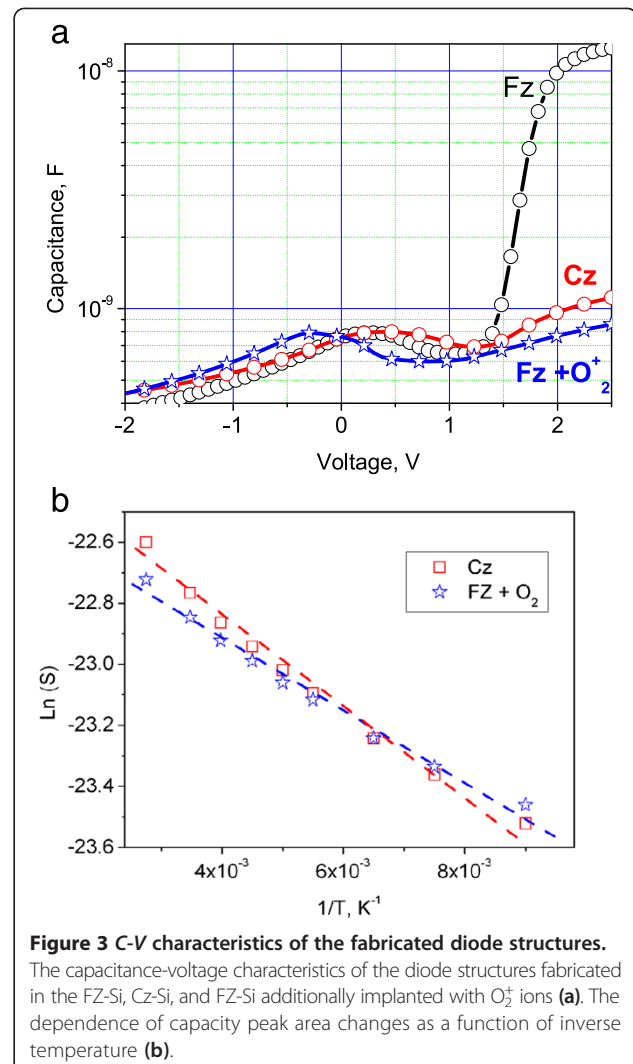 a
10⁻⁸
Fz
Capacitance, F
Cz
10⁻⁹
Fz +O⁺₂
-2 -1 0 1 2
Voltage, V
b
-22.6
Cz
FZ + O₂
-22.8
Ln (S)
-23.0
-23.2
-23.4
-23.6
4x10⁻³ 6x10⁻³ 8x10⁻³
1/T, K⁻¹
Figure 3 C-V characteristics of the fabricated diode structures.
The capacitance-voltage characteristics of the diode structures fabricated
in the FZ-Si, Cz-Si, and FZ-Si additionally implanted with O₂⁺ ions (a). The
dependence of capacity peak area changes as a function of inverse
temperature (b).